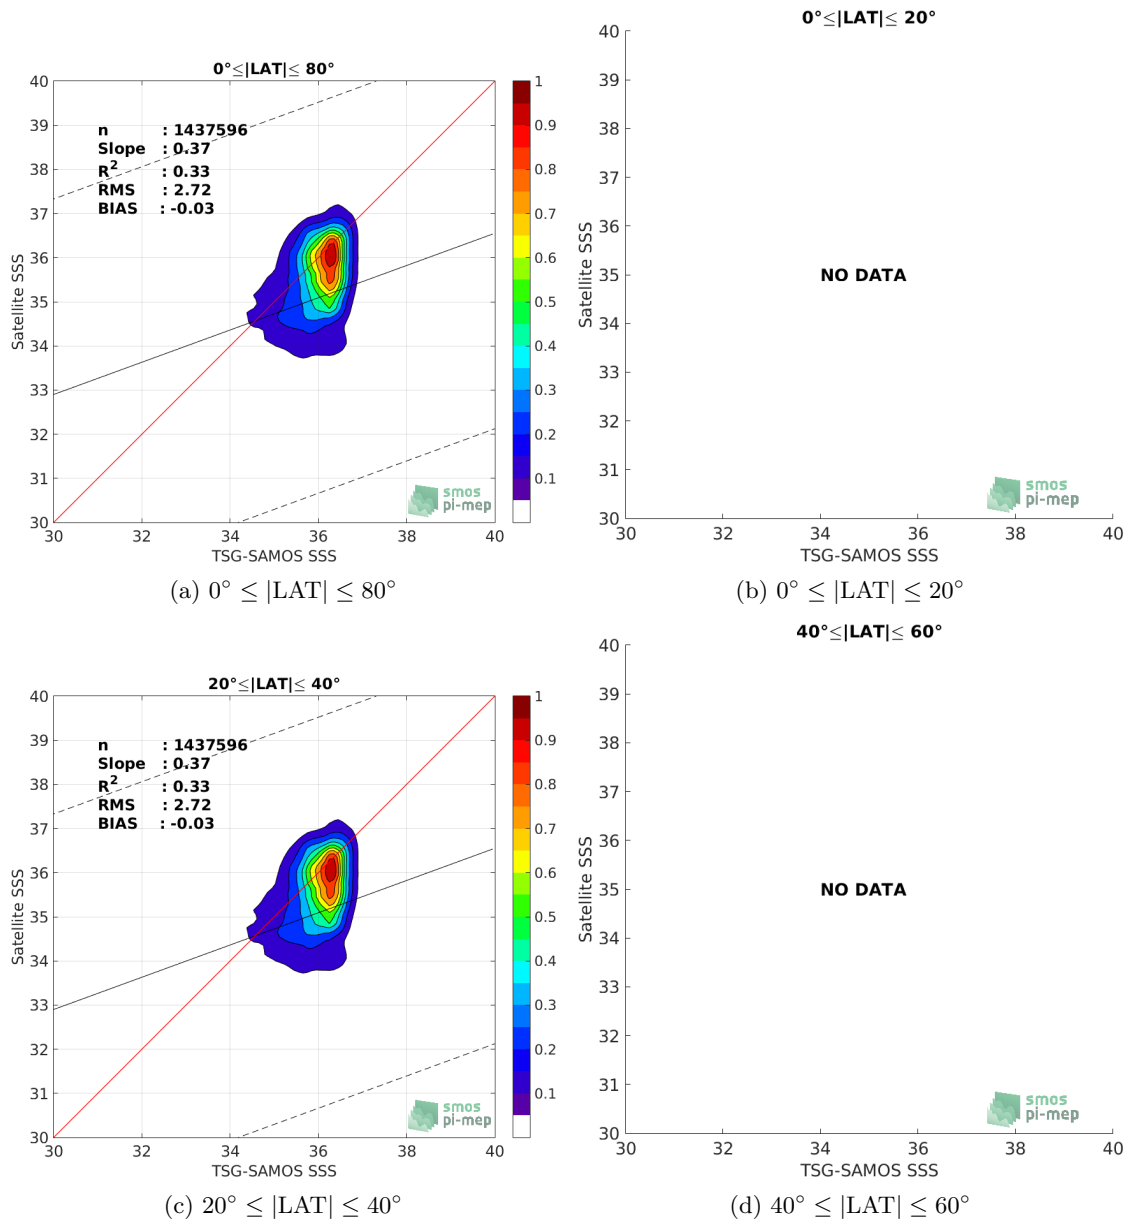 0°≤|LAT|≤ 80°
40
39
38
37
36
35
34
33
32
31
30
Satellite SSS
n : 1437596
Slope : 0.37
R² : 0.33
RMS : 2.72
BIAS : -0.03
smos
pi-mep
30 32 34 36 38 40
TSG-SAMOS SSS
1
0.9
0.8
0.7
0.6
0.5
0.4
0.3
0.2
0.1
(a) 0° ≤ |LAT| ≤ 80°
0°≤|LAT|≤ 20°
40
39
38
37
36
35
34
33
32
31
30
Satellite SSS
NO DATA
smos
pi-mep
30 32 34 36 38 40
TSG-SAMOS SSS
(b) 0° ≤ |LAT| ≤ 20°
20°≤|LAT|≤ 40°
40
39
38
37
36
35
34
33
32
31
30
Satellite SSS
n : 1437596
Slope : 0.37
R² : 0.33
RMS : 2.72
BIAS : -0.03
smos
pi-mep
30 32 34 36 38 40
TSG-SAMOS SSS
1
0.9
0.8
0.7
0.6
0.5
0.4
0.3
0.2
0.1
(c) 20° ≤ |LAT| ≤ 40°
40°≤|LAT|≤ 60°
40
39
38
37
36
35
34
33
32
31
30
Satellite SSS
NO DATA
smos
pi-mep
30 32 34 36 38 40
TSG-SAMOS SSS
(d) 40° ≤ |LAT| ≤ 60°